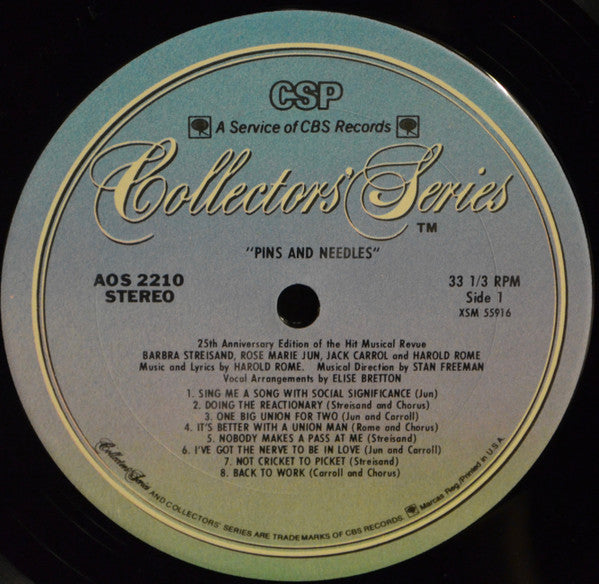 CSP
A Service of CBS Records
Collectors' Series
TM
"PINS AND NEEDLES"
AOS 2210
STEREO
33 1/3 RPM
Side 1
XSM 55916
25th Anniversary Edition of the Hit Musical Revue
BARBRA STREISAND, ROSE MARIE JUN, JACK CARROL and HAROLD ROME
Music and Lyrics by HAROLD ROME. Musical Direction by STAN FREEMAN
Vocal Arrangements by ELISE BRETTON
1. SING ME A SONG WITH SOCIAL SIGNIFICANCE (Jun)
2. DOING THE REACTIONARY (Streisand and Chorus)
3. ONE BIG UNION FOR TWO (Jun and Carroll)
4. IT'S BETTER WITH A UNION MAN (Rome and Chorus)
5. NOBODY MAKES A PASS AT ME (Streisand)
6. I'VE GOT THE NERVE TO BE IN LOVE (Jun and Carroll)
7. NOT CRICKET TO PICKET (Streisand)
8. BACK TO WORK (Carroll and Chorus)
Collectors' Series AND COLLECTORS' SERIES ARE TRADEMARKS OF CBS RECORDS. Marcas Reg./Printed in U.S.A.